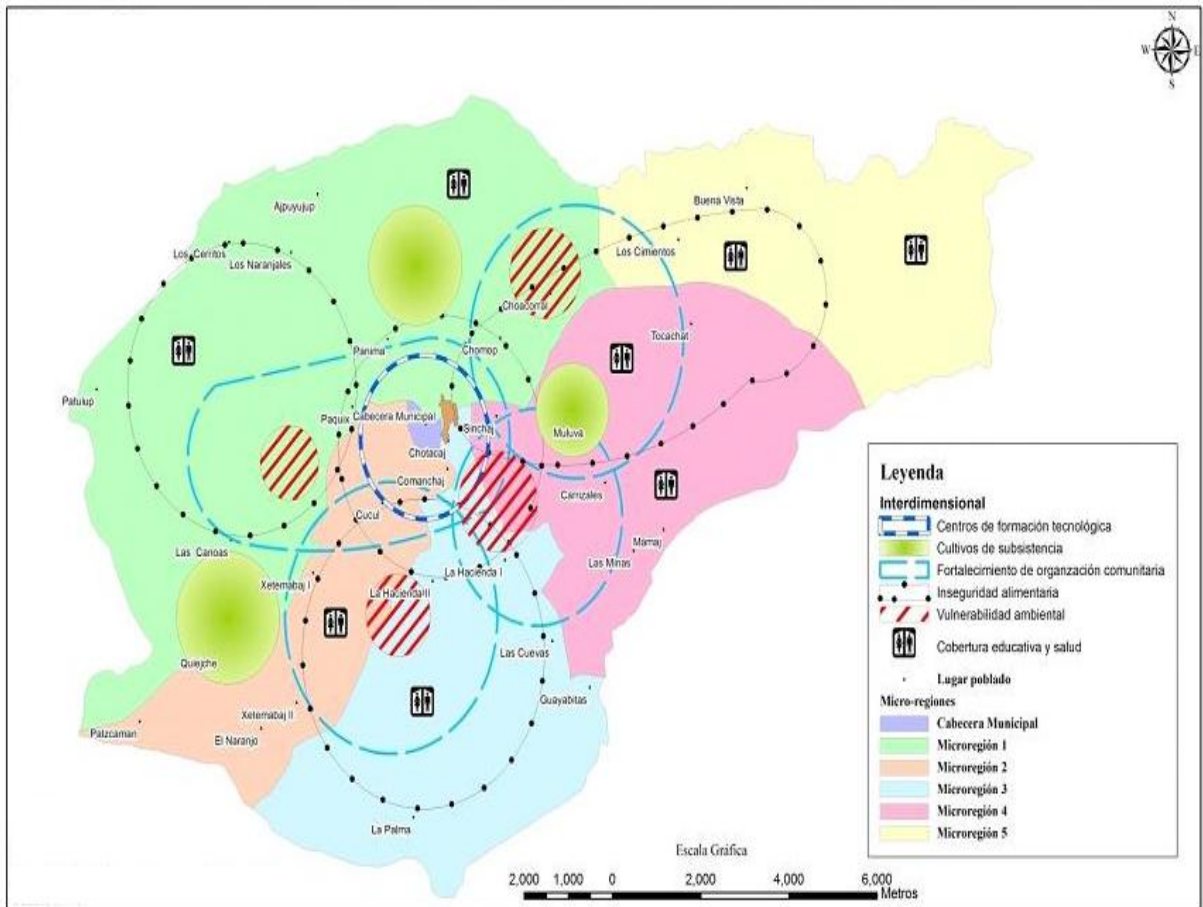 N
W E
S
Buena Vista
Ajpuyujup
Los Cerritos
Los Naranjales
Los Cimientos
Choacorral
Tocachat
Panima
Chomop
Patulup
Paquix
Cabecera Municipal
Sinchaj
Muluvá
Chotacaj
Comanchaj
Carrizales
Cucul
Mamaj
Las Canoas
Las Minas
Xetemabaj I
La Hacienda I
La Hacienda II
Quiejche
Las Cuevas
Guayabitas
Xetemabaj II
Patzcaman
El Naranjo
La Palma
Leyenda
Interdimensional
Centros de formación tecnológica
Cultivos de subsistencia
Fortalecimiento de organzación comunitaria
Inseguridad alimentaria
Vulnerabilidad ambiental
Cobertura educativa y salud
Lugar poblado
Micro-regiones
Cabecera Municipal
Microregión 1
Microregión 2
Microregión 3
Microregión 4
Microregión 5
Escala Gráfica
2,000 1,000 0 2,000 4,000 6,000
Metros